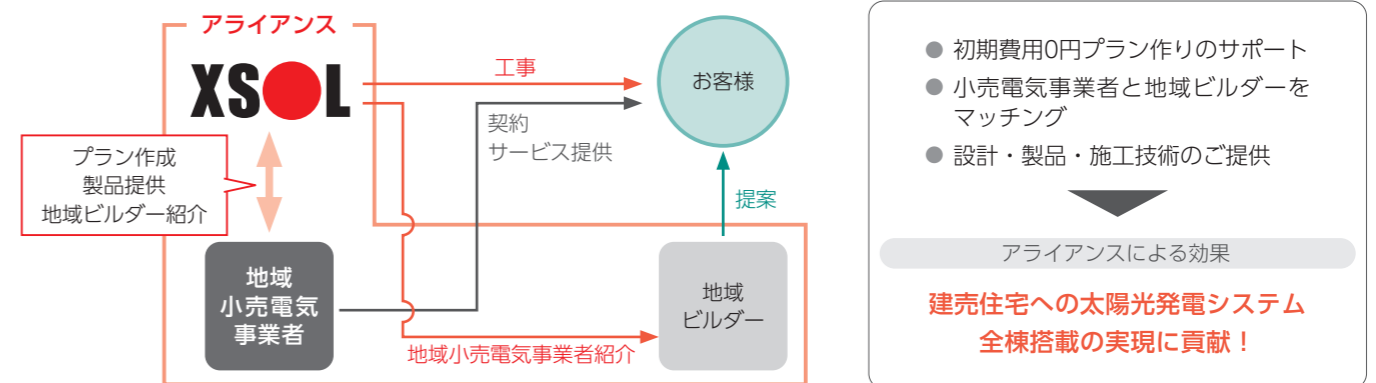 アライアンス
XSOL
工事
お客様
契約
サービス提供
プラン作成
製品提供
地域ビルダー紹介
提案
地域
小売電気
事業者
地域
ビルダー
地域小売電気事業者紹介
● 初期費用0円プラン作りのサポート
● 小売電気事業者と地域ビルダーを
マッチング
● 設計・製品・施工技術のご提供
アライアンスによる効果
建売住宅への太陽光発電システム
全棟搭載の実現に貢献！